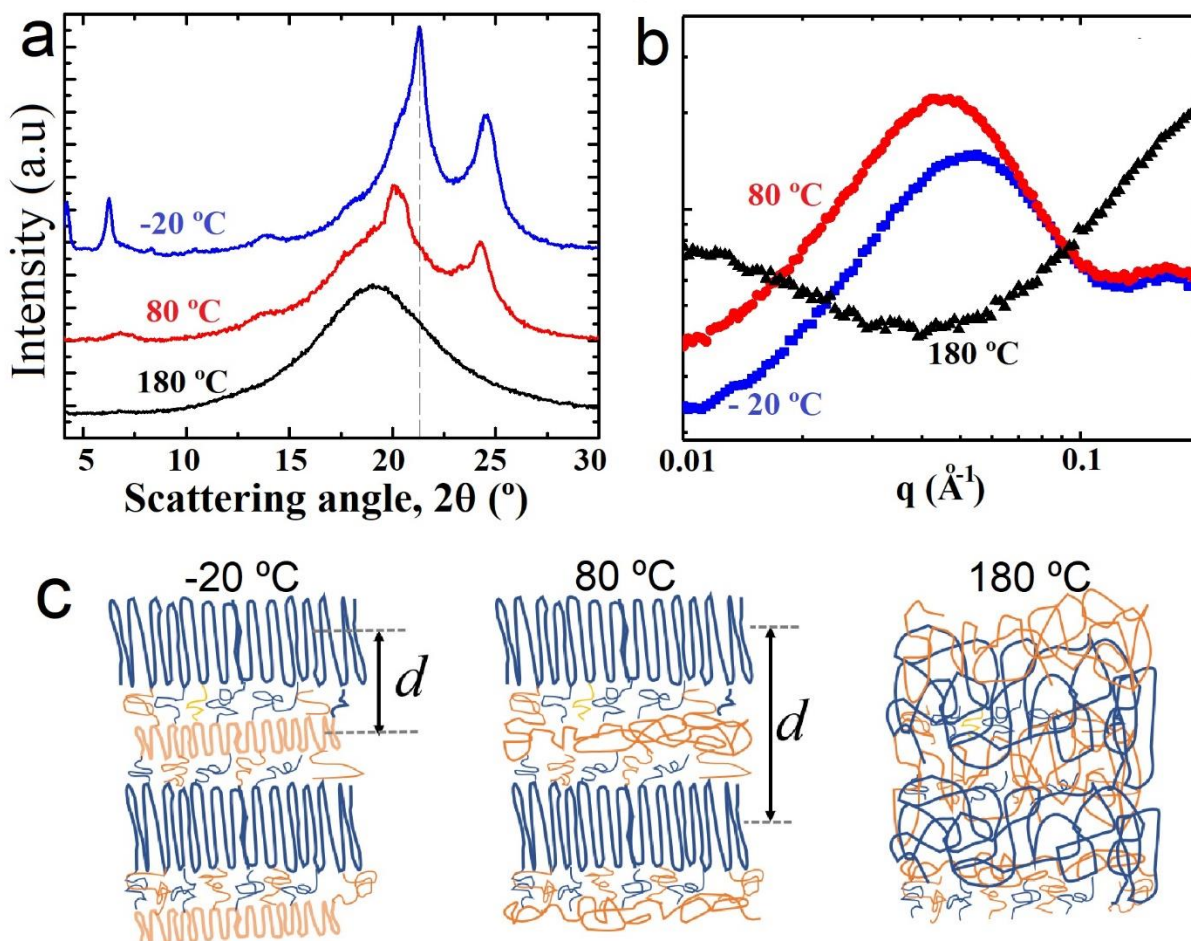 a
Intensity (a.u)
-20 ºC
80 ºC
180 ºC
5 10 15 20 25 30
Scattering angle, 2θ (º)
b
80 ºC
180 ºC
- 20 ºC
0.01 0.1
q (Å-1)
c
-20 ºC 80 ºC 180 ºC
d
d